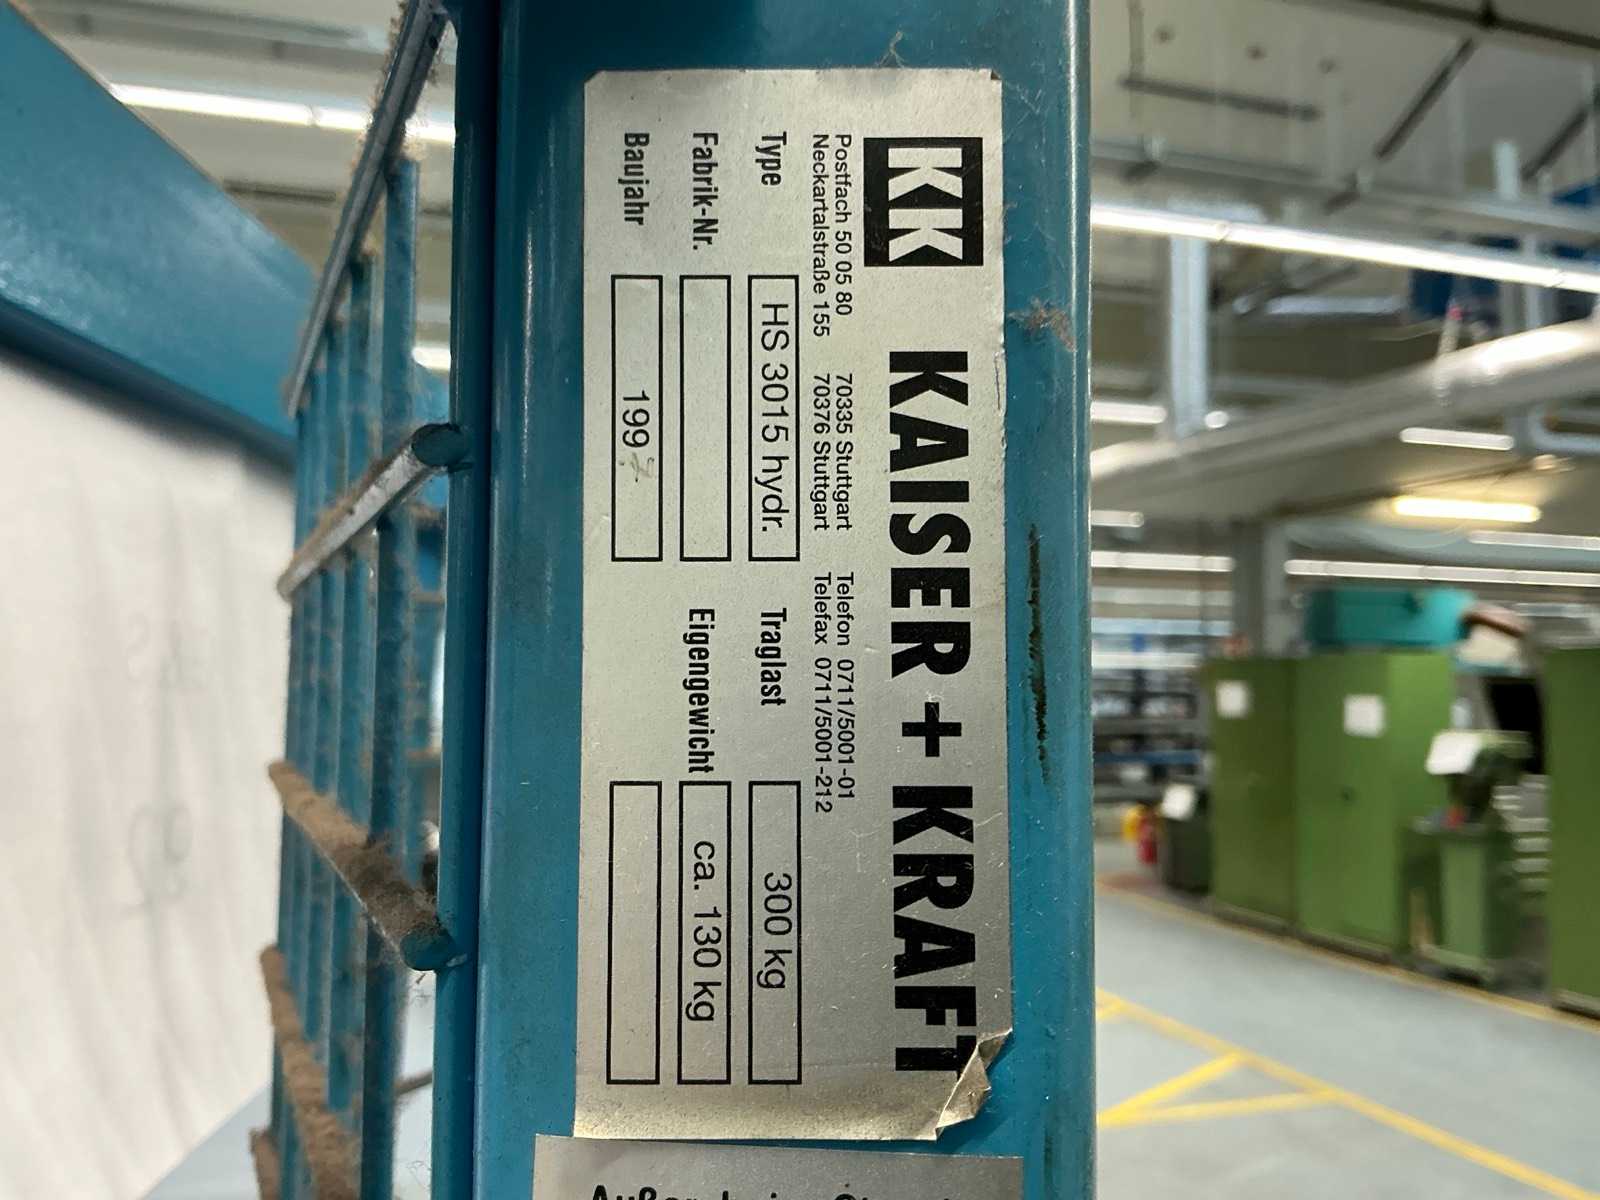 KK KAISER + KRAFT
Postfach 50 05 80 70335 Stuttgart Telefon 0711/5001-01
Neckartalstraße 155 70376 Stuttgart Telefax 0711/5001-212
Type HS 3015 hydr. Traglast 300 kg
Fabrik-Nr. Eigengewicht ca. 130 kg
Baujahr 1997